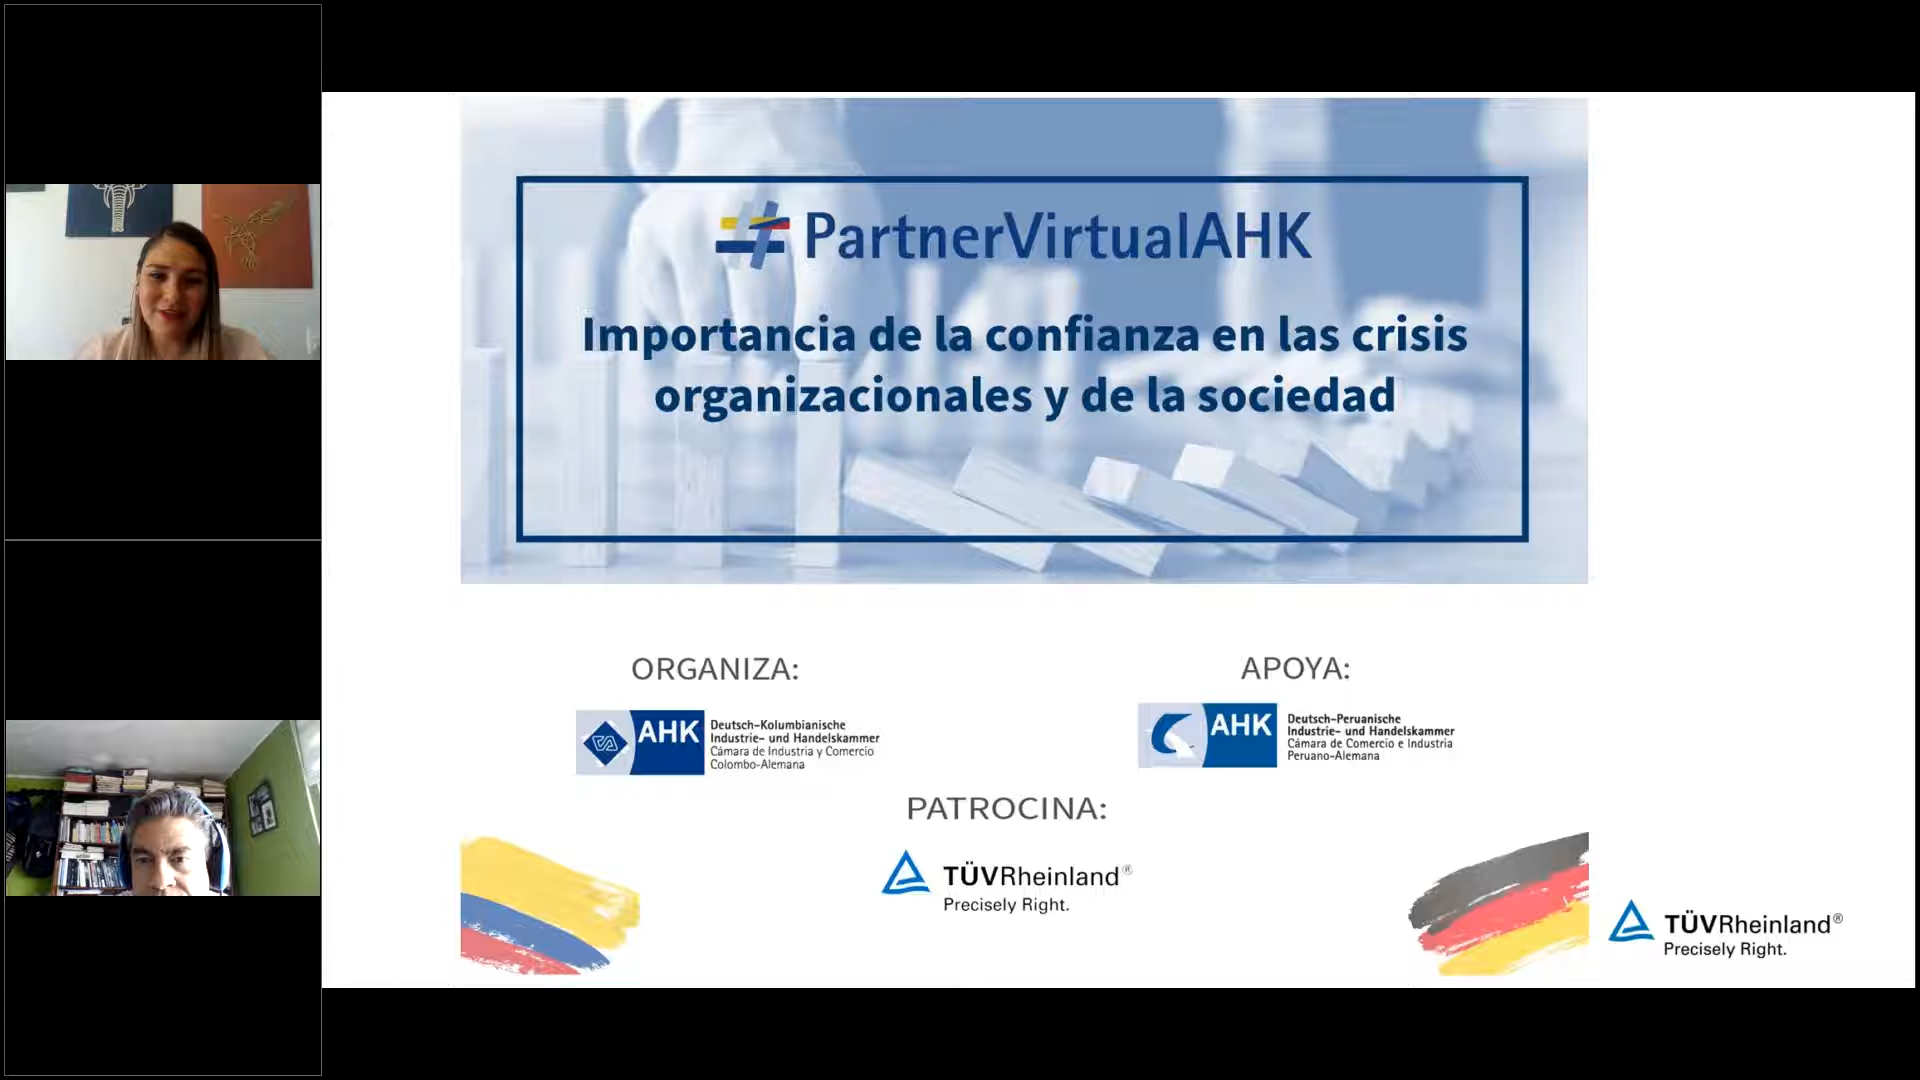 #PartnerVirtualAHK
Importancia de la confianza en las crisis
organizacionales y de la sociedad
ORGANIZA:
AHK
Deutsch-Kolumbianische
Industrie- und Handelskammer
Cámara de Industria y Comercio
Colombo-Alemana
APOYA:
AHK
Deutsch-Peruanische
Industrie- und Handelskammer
Cámara de Comercio e Industria
Peruano-Alemana
PATROCINA:
TÜVRheinland®
Precisely Right.
TÜVRheinland®
Precisely Right.